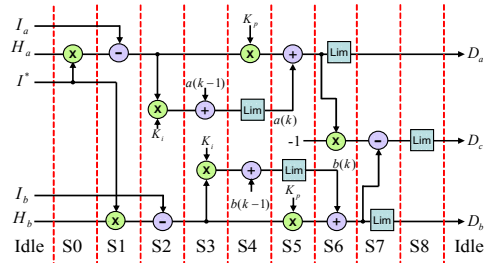 I_a
H_a
I*
K_p
Lim
D_a
a(k−1)
Lim
a(k)
K_i
-1
Lim
D_c
K_i
Lim
b(k)
b(k−1)
K_p
I_b
H_b
Lim
D_b
Idle S0 S1 S2 S3 S4 S5 S6 S7 S8 Idle